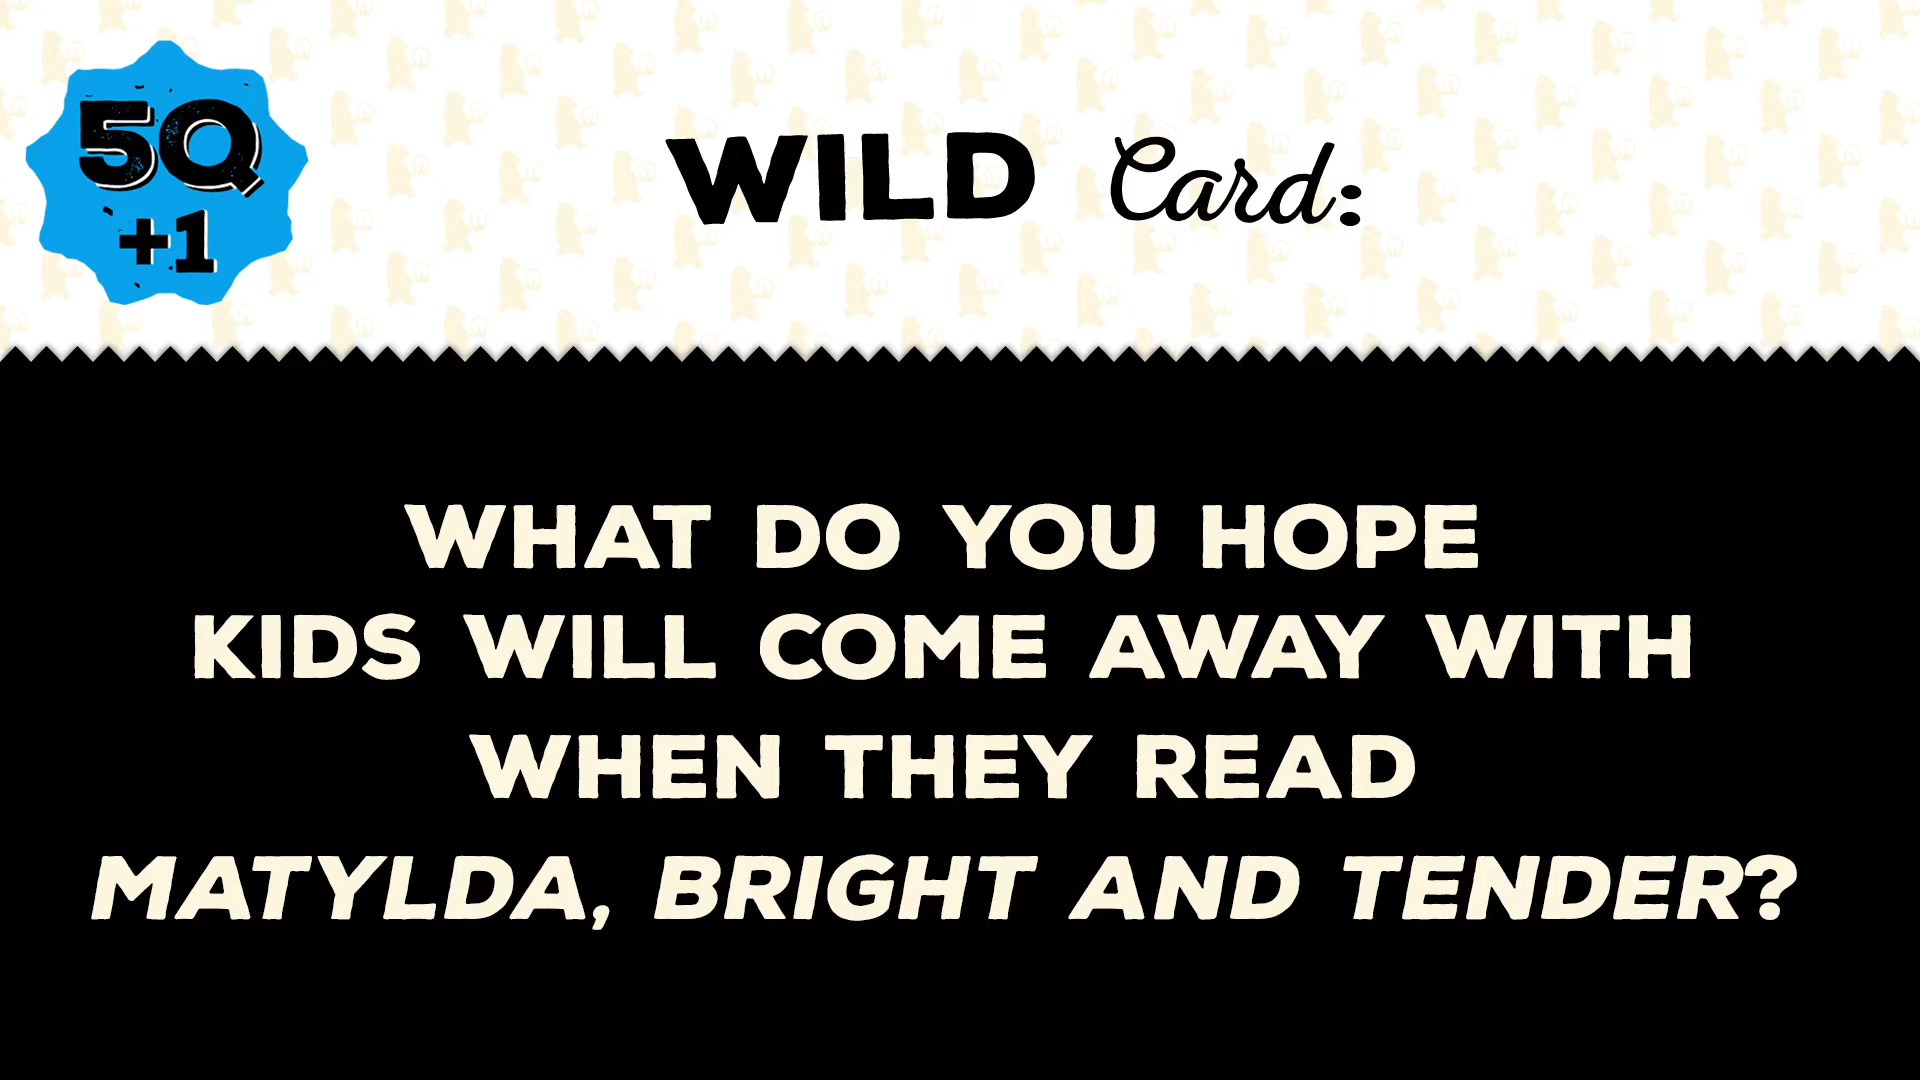 5Q
+1
WILD Card:
WHAT DO YOU HOPE
KIDS WILL COME AWAY WITH
WHEN THEY READ
MATYLDA, BRIGHT AND TENDER?